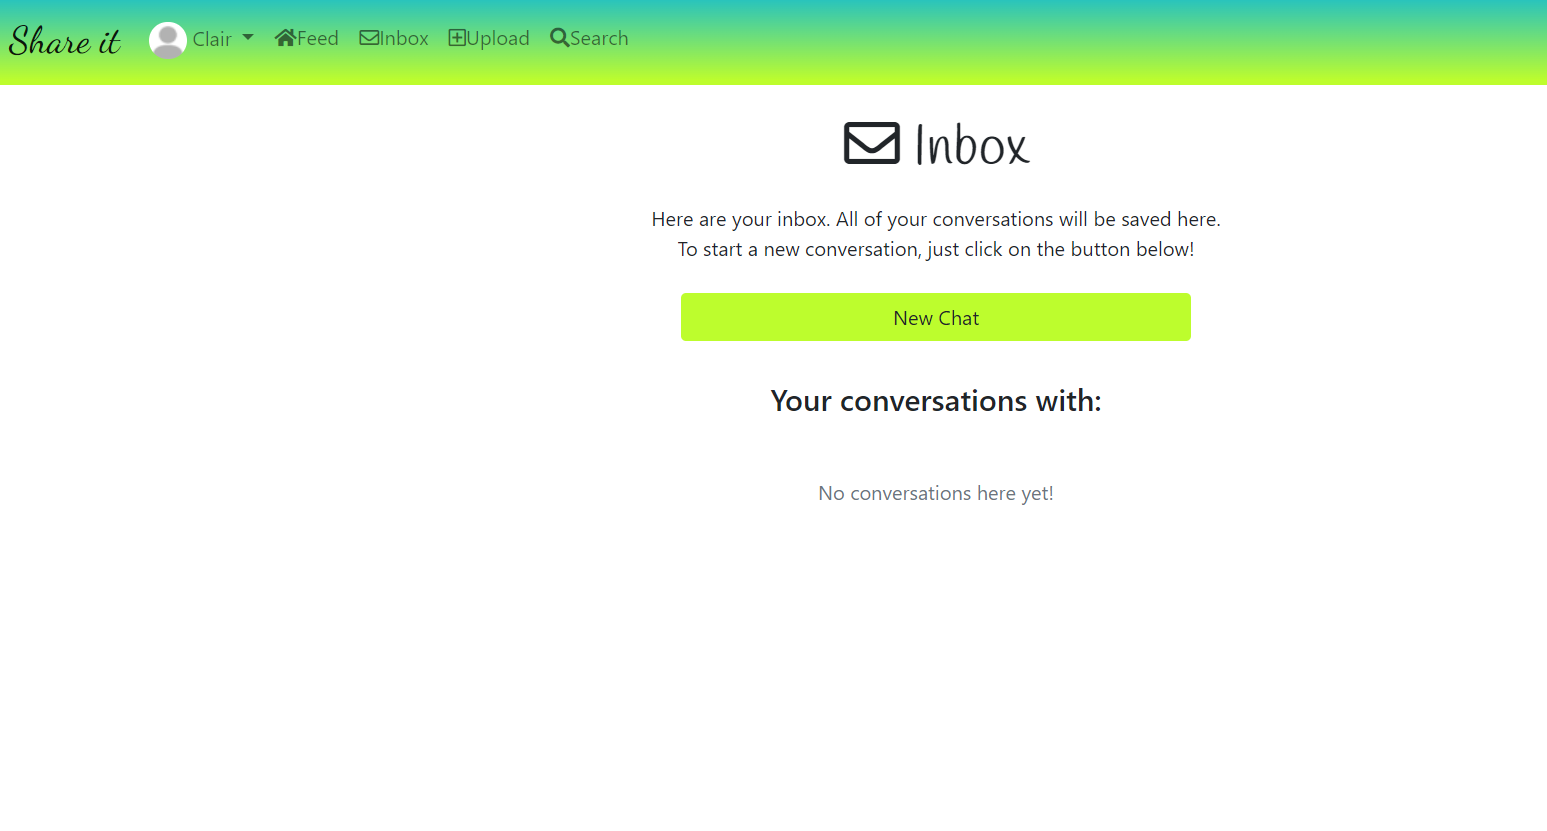 Share it Clair Feed Inbox Upload Search
Inbox
Here are your inbox. All of your conversations will be saved here.
To start a new conversation, just click on the button below!
New Chat
Your conversations with:
No conversations here yet!